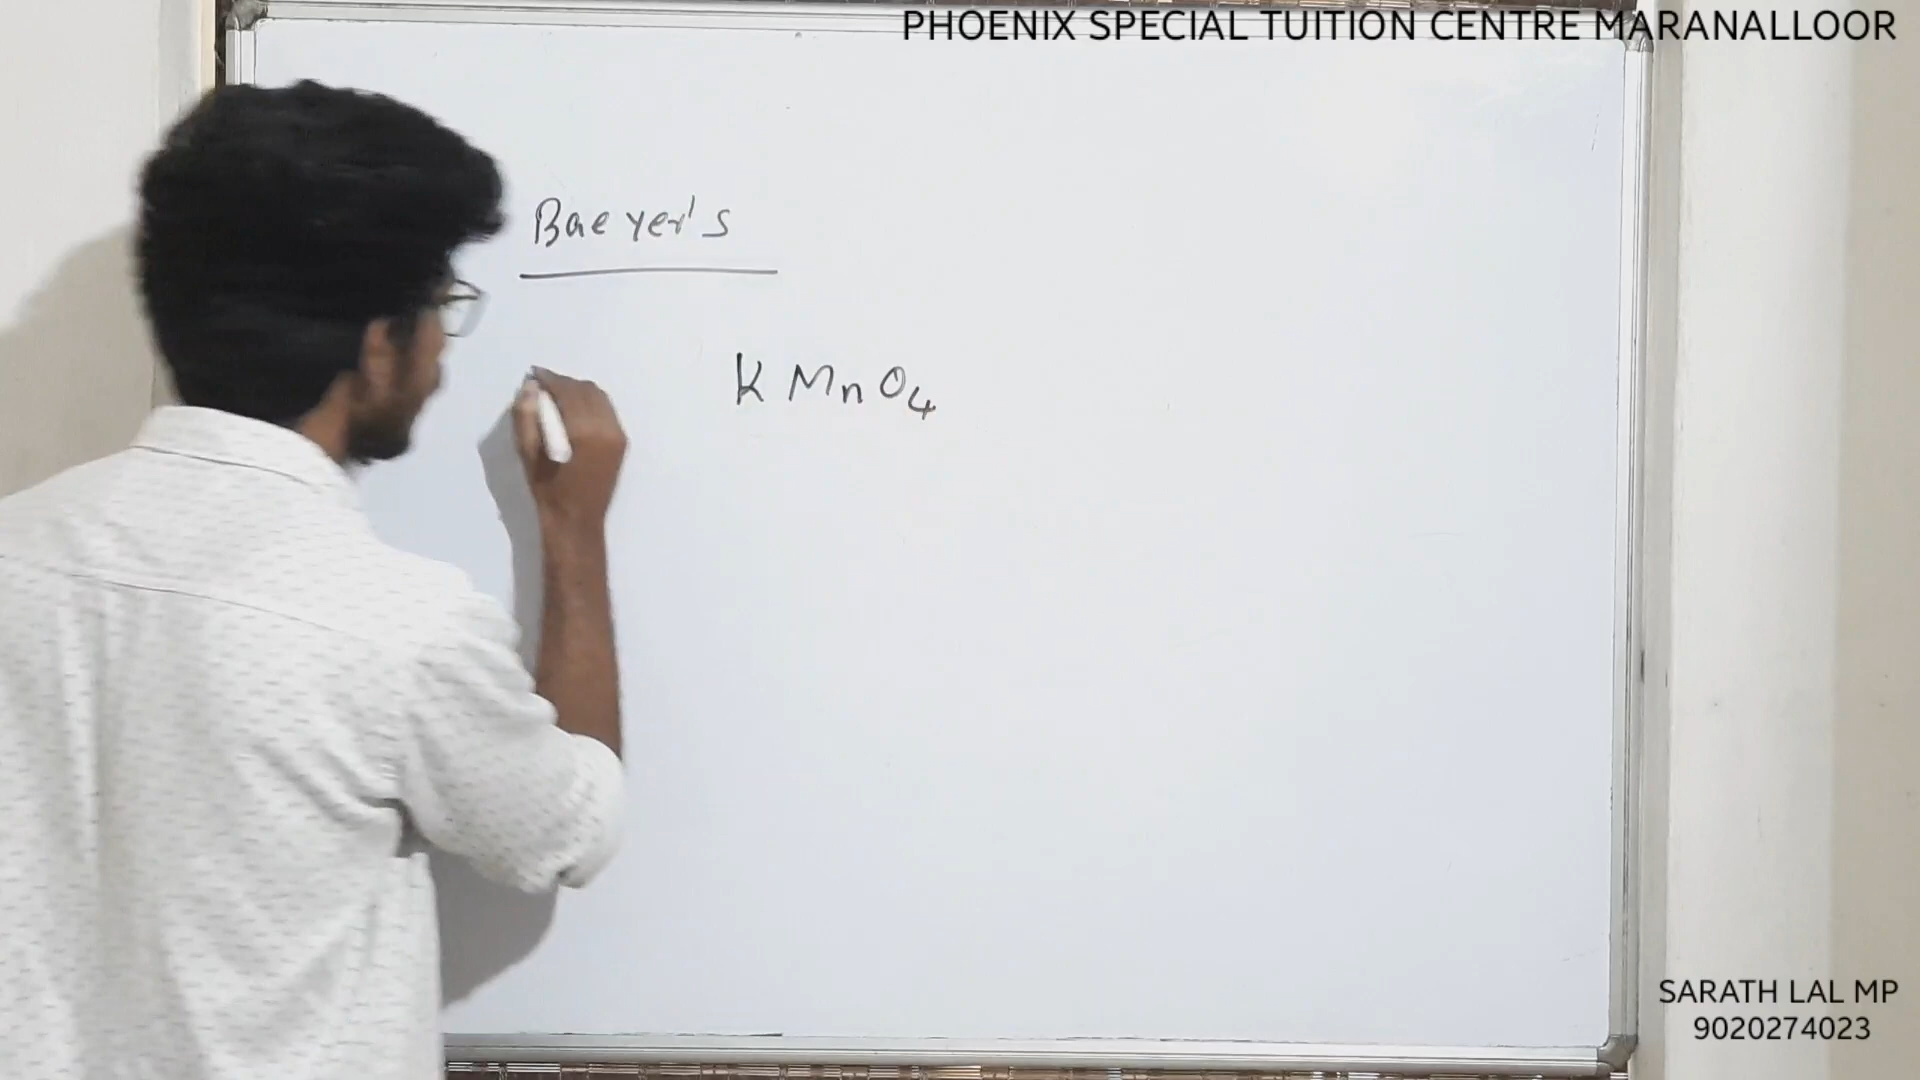 PHOENIX SPECIAL TUITION CENTRE MARANALLOOR
Baeyer's
KMnO4
SARATH LAL MP
9020274023